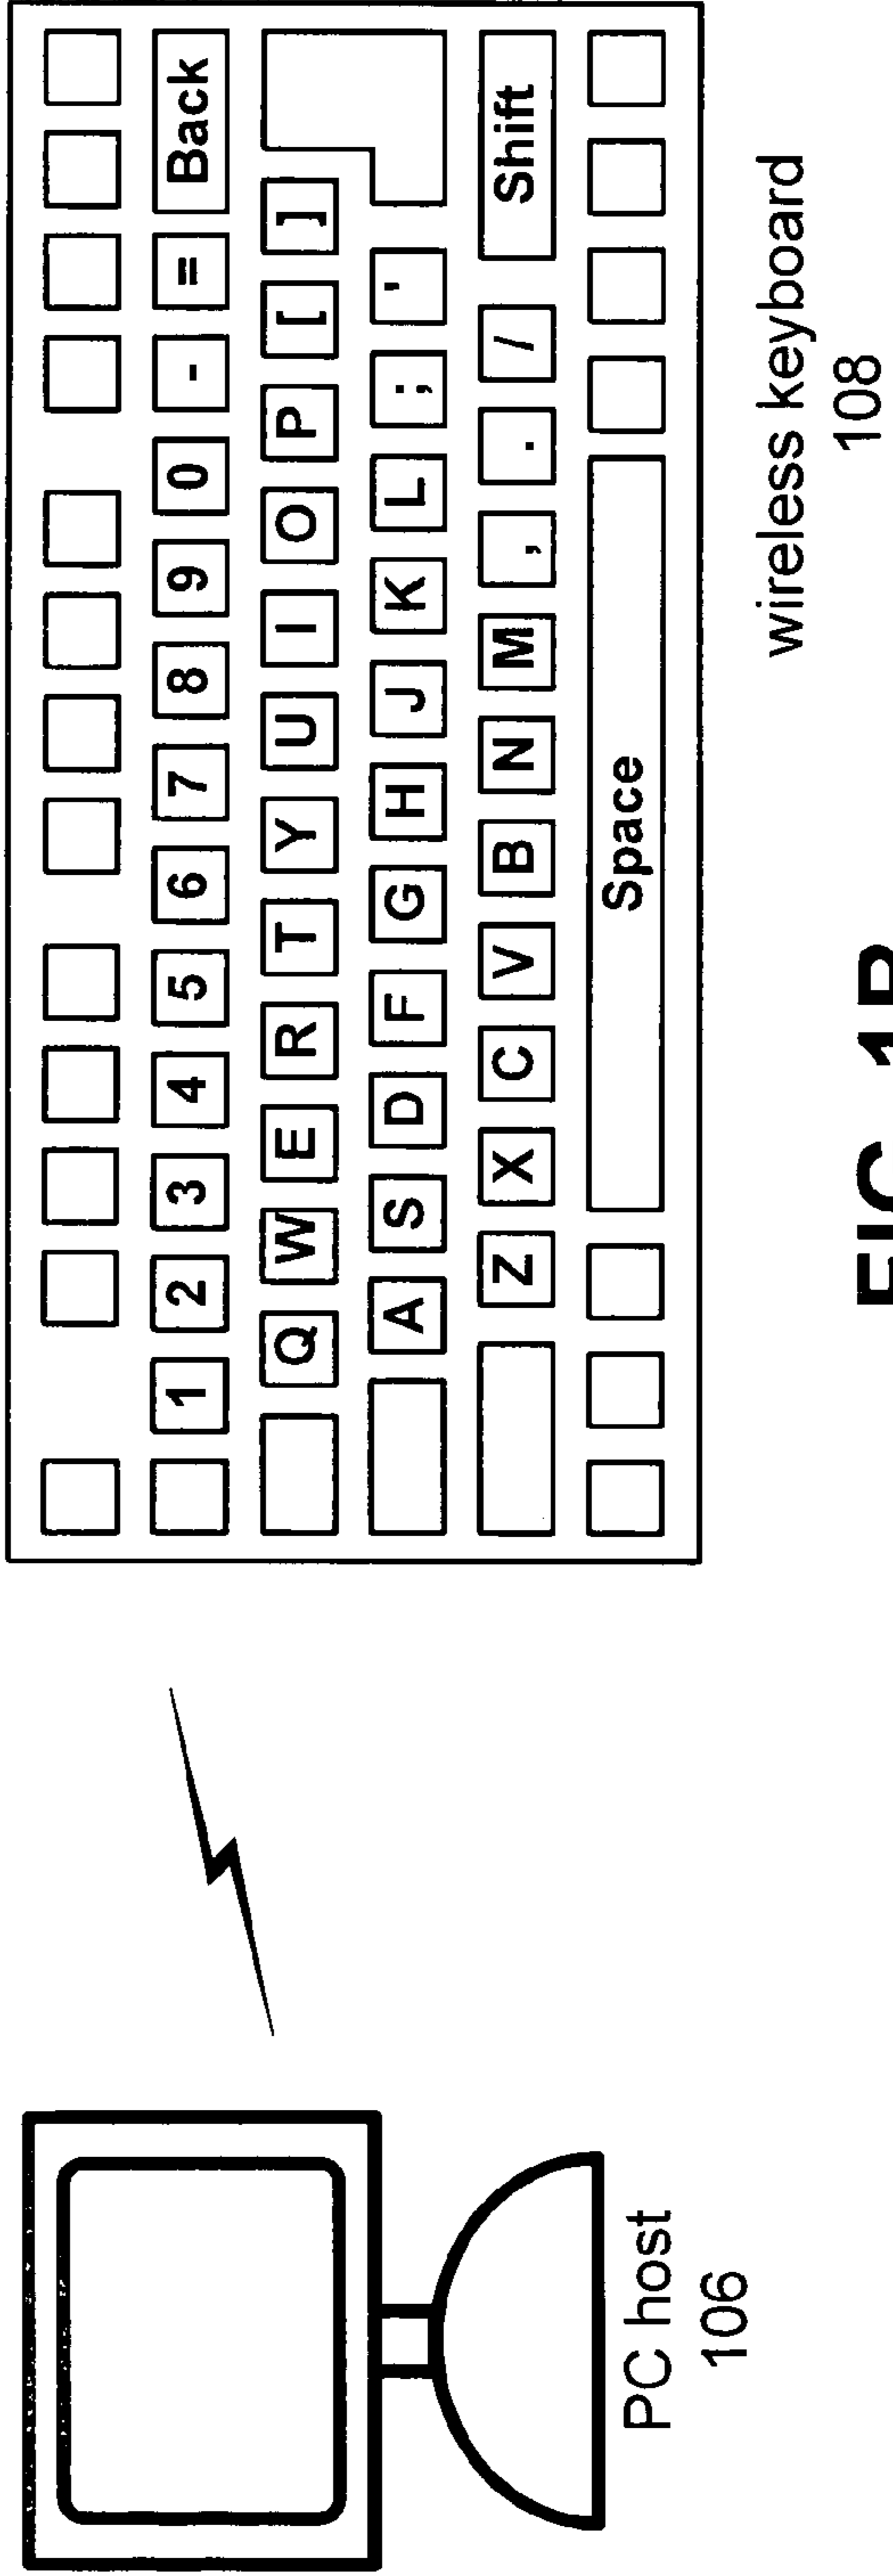 1 2 3 4 5 6 7 8 9 0 - = Back
Q W E R T Y U I O P [ ]
A S D F G H J K L ; '
Z X C V B N M , . / Shift
Space
PC host
106
wireless keyboard
108
FIG. 1B